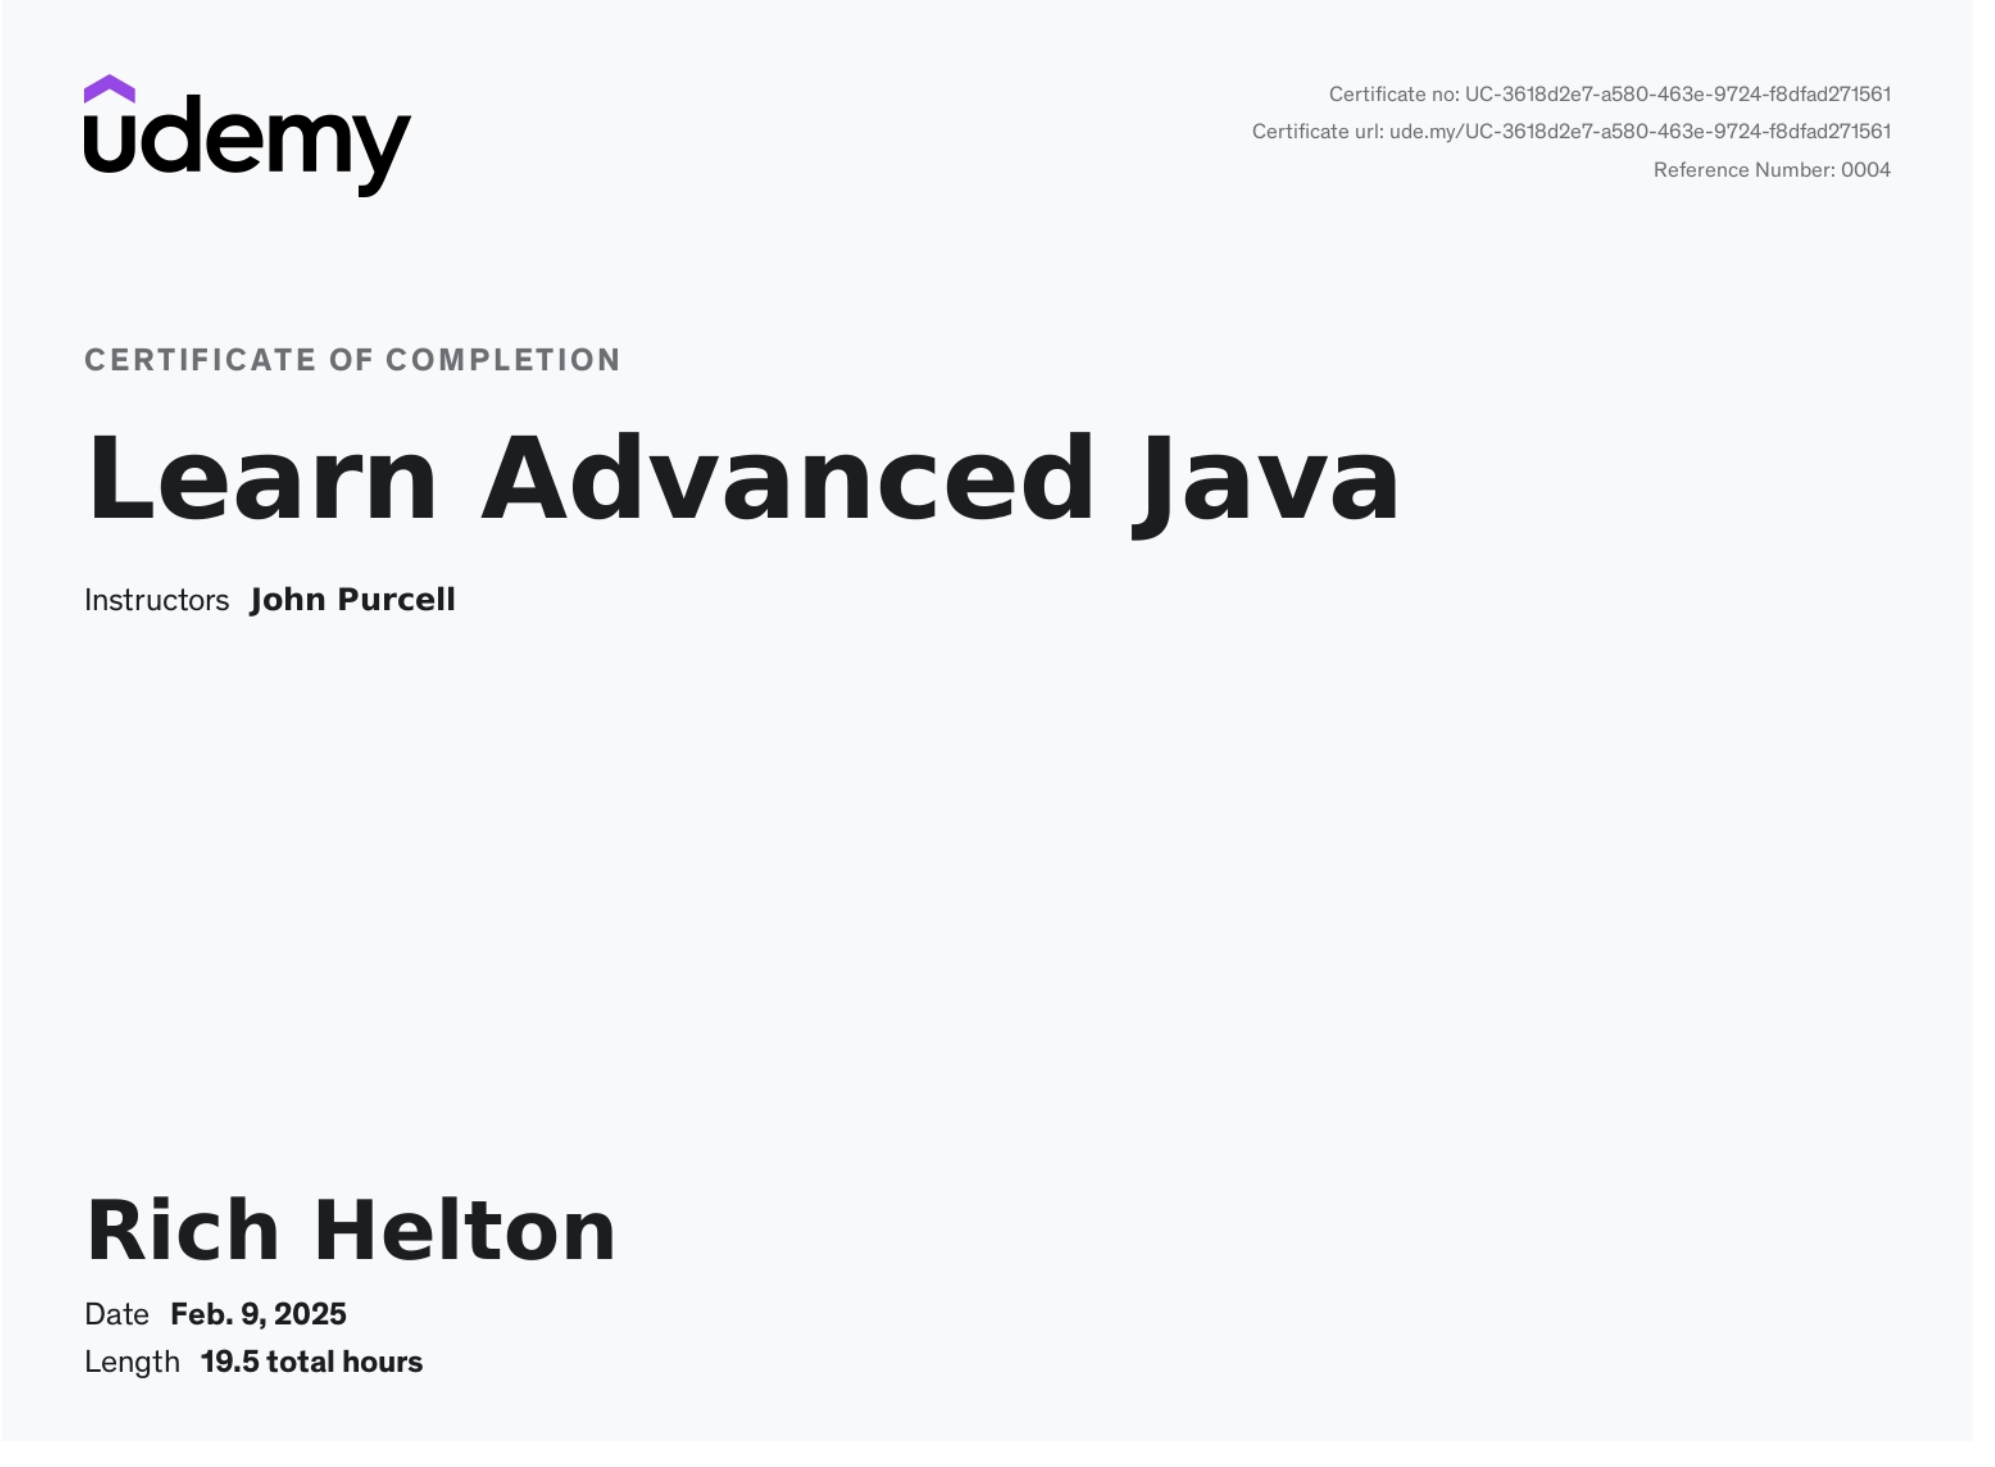 udemy
Certificate no: UC-3618d2e7-a580-463e-9724-f8dfad271561
Certificate url: ude.my/UC-3618d2e7-a580-463e-9724-f8dfad271561
Reference Number: 0004
CERTIFICATE OF COMPLETION
Learn Advanced Java
Instructors John Purcell
Rich Helton
Date Feb. 9, 2025
Length 19.5 total hours